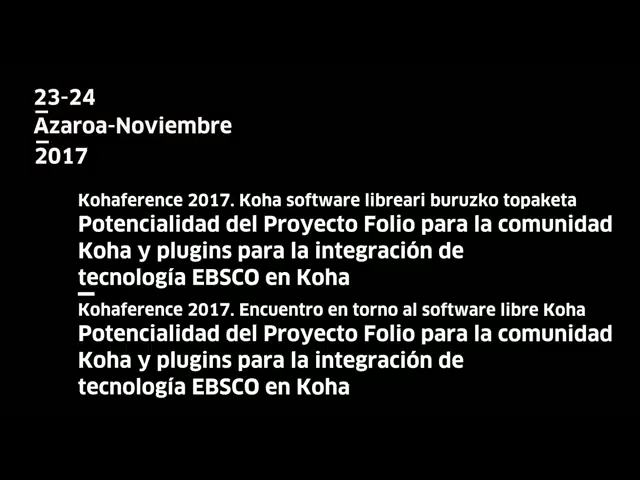 23-24
Azaroa-Noviembre
2017
Kohaference 2017. Koha software libreari buruzko topaketa
Potencialidad del Proyecto Folio para la comunidad
Koha y plugins para la integración de
tecnología EBSCO en Koha
Kohaference 2017. Encuentro en torno al software libre Koha
Potencialidad del Proyecto Folio para la comunidad
Koha y plugins para la integración de
tecnología EBSCO en Koha